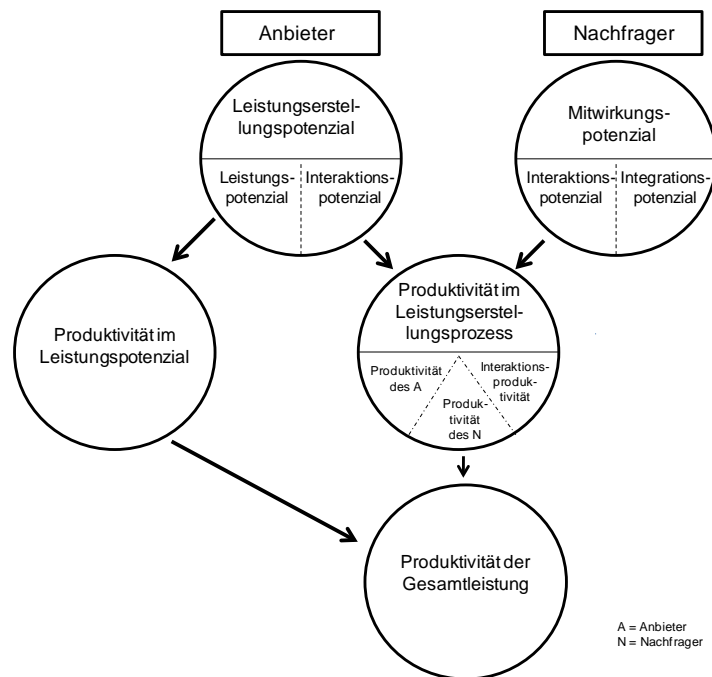 Anbieter
Nachfrager
Leistungserstel-
lungspotenzial
Leistungs-
potenzial
Interaktions-
potenzial
Mitwirkungs-
potenzial
Interaktions-
potenzial
Integrations-
potenzial
Produktivität im
Leistungspotenzial
Produktivität im
Leistungserstel-
lungsprozess
Produktivität
des A
Produk-
tivität
des N
Interaktions-
produk-
tivität
Produktivität der
Gesamtleistung
A = Anbieter
N = Nachfrager